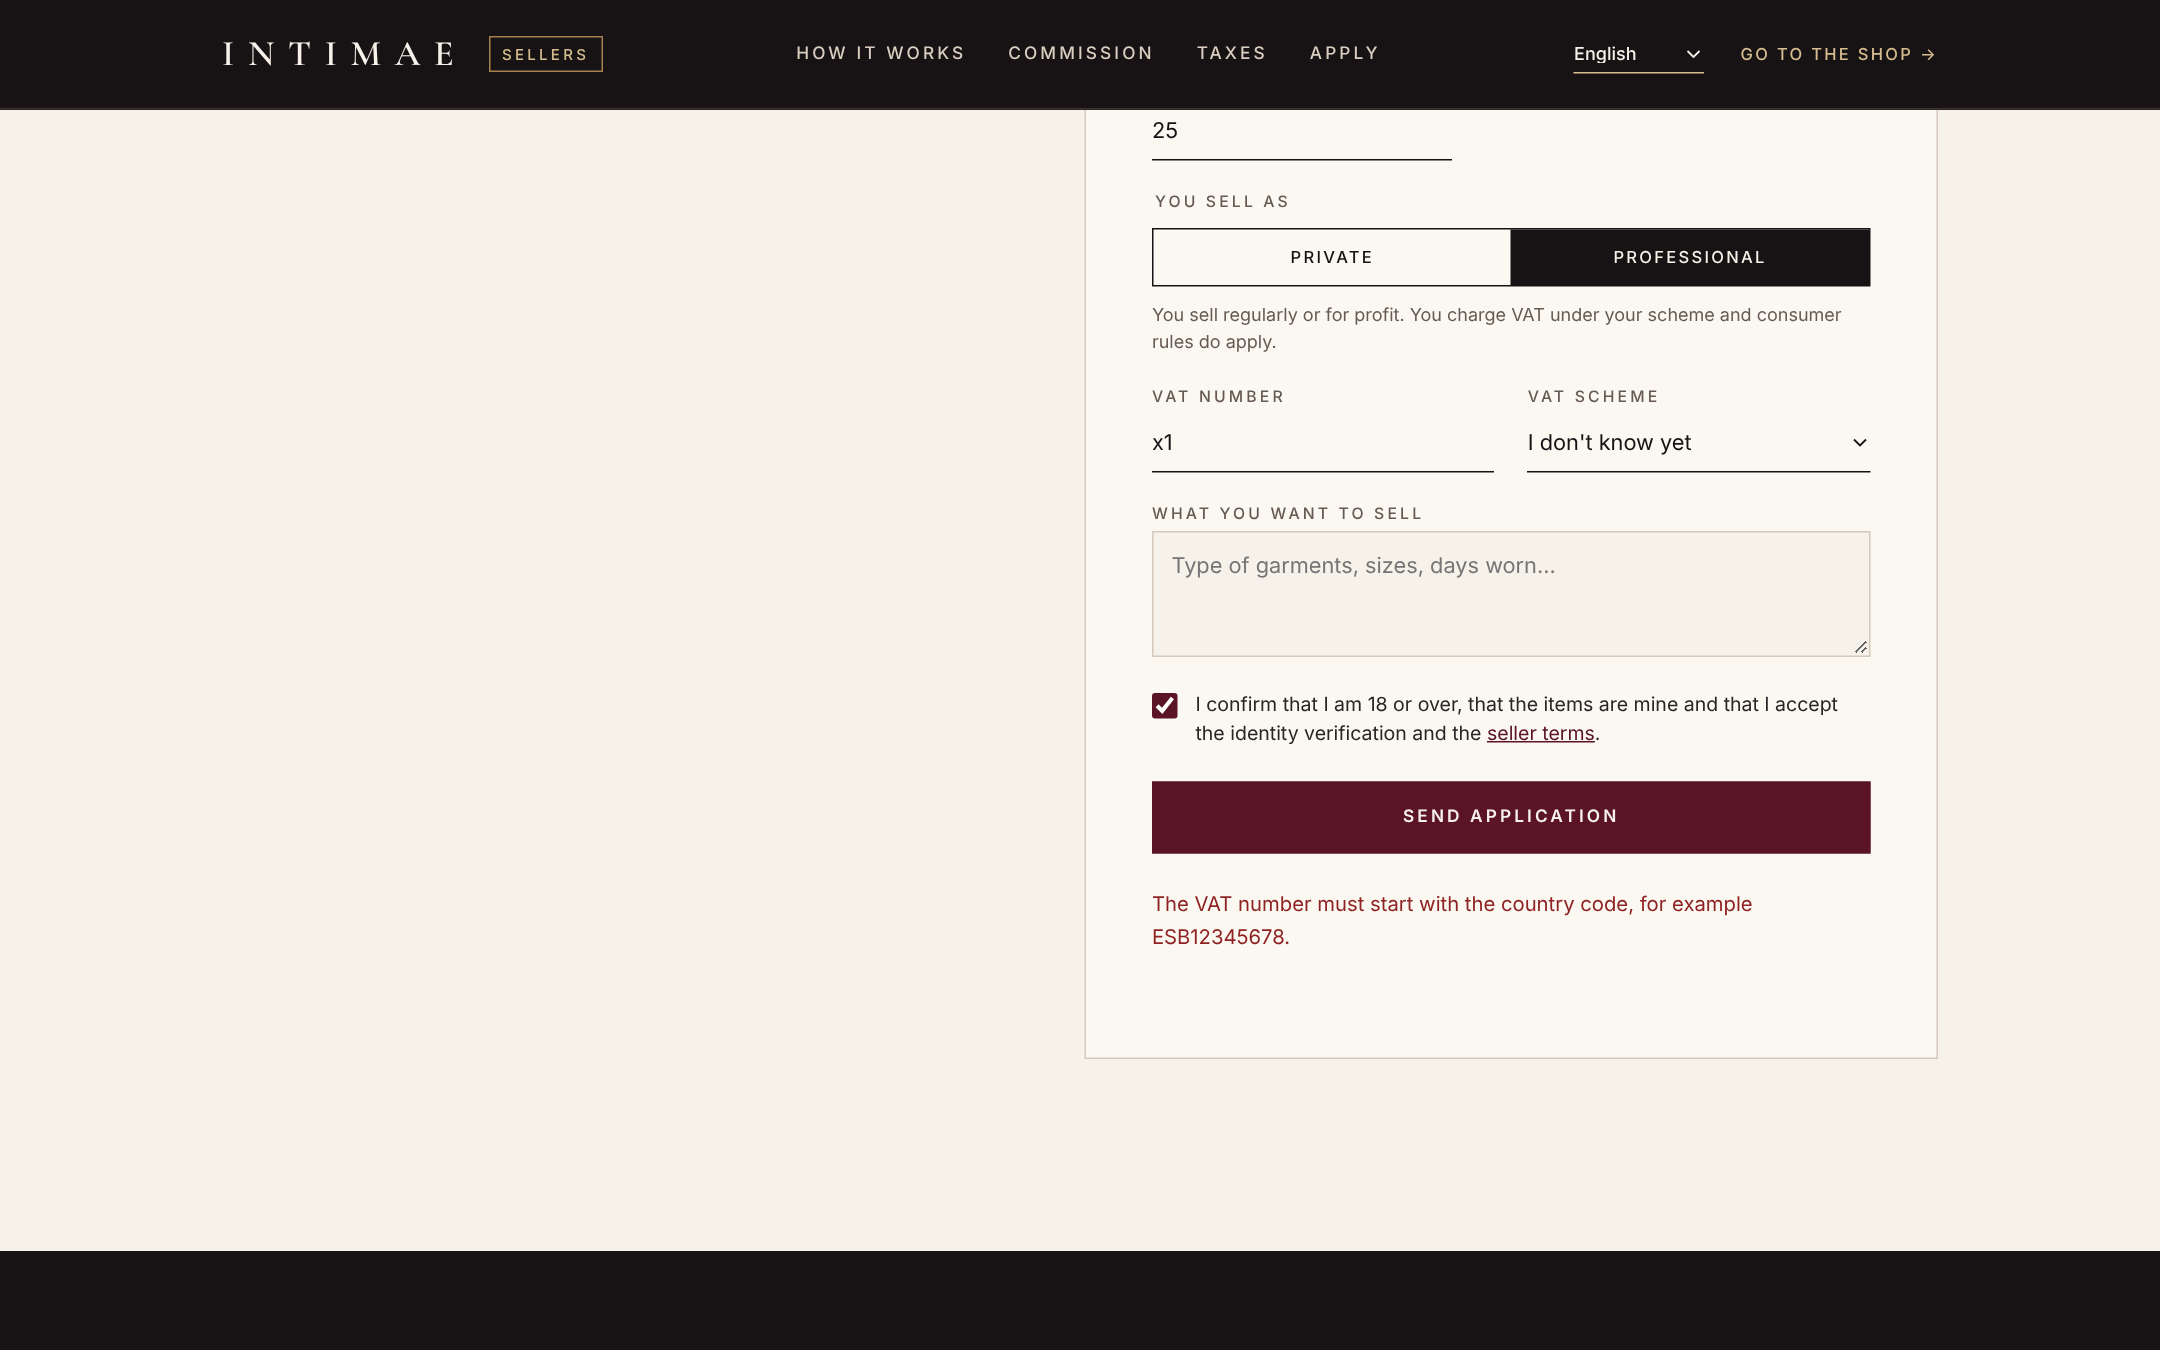 INTIMAE
SELLERS
HOW IT WORKS
COMMISSION
TAXES
APPLY
English
GO TO THE SHOP →
25
YOU SELL AS
PRIVATE
PROFESSIONAL
You sell regularly or for profit. You charge VAT under your scheme and consumer
rules do apply.
VAT NUMBER
VAT SCHEME
x1
I don't know yet
WHAT YOU WANT TO SELL
Type of garments, sizes, days worn...
I confirm that I am 18 or over, that the items are mine and that I accept
the identity verification and the seller terms.
SEND APPLICATION
The VAT number must start with the country code, for example
ESB12345678.